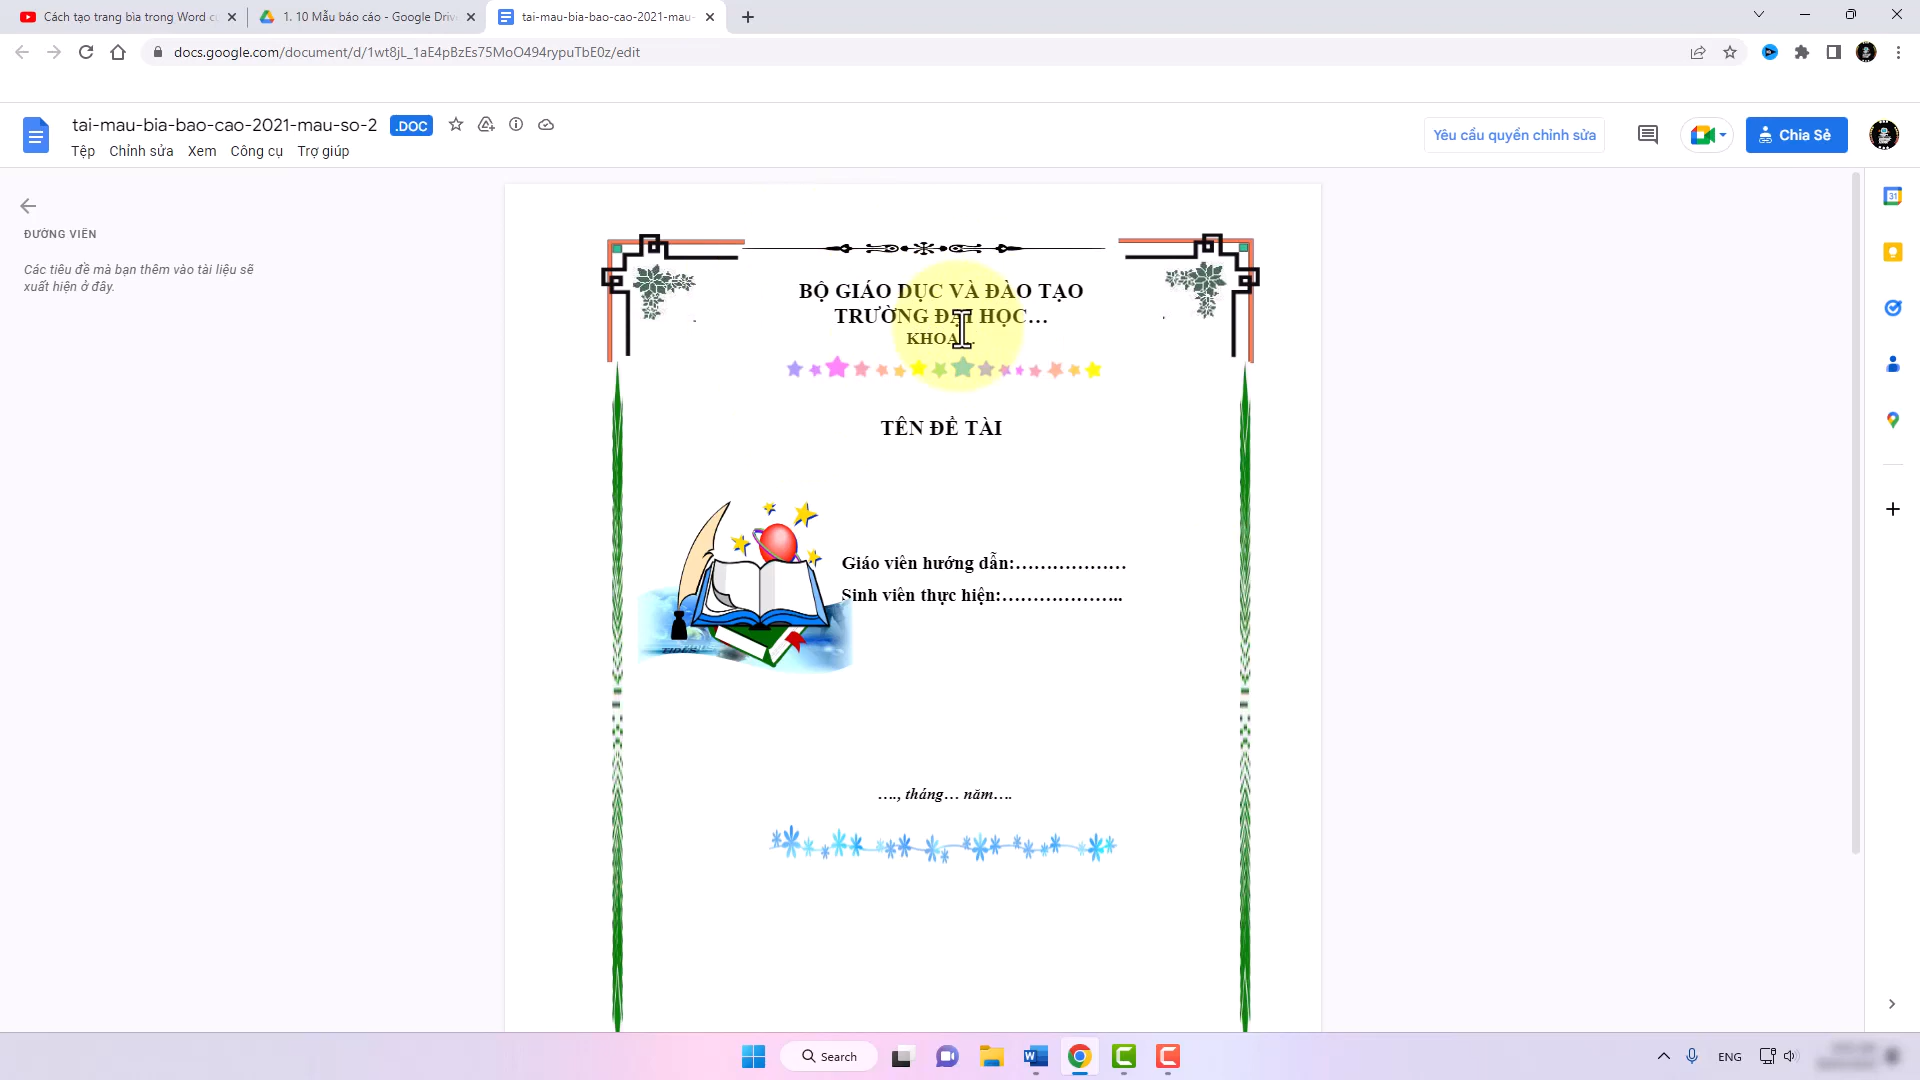 Cách tạo trang bìa trong Word c
1. 10 Mẫu báo cáo - Google Driv
tai-mau-bia-bao-cao-2021-mau-
docs.google.com/document/d/1wt8jL_1aE4pBzEs75MoO494rypuTbE0z/edit
tai-mau-bia-bao-cao-2021-mau-so-2 .DOC
Tệp Chỉnh sửa Xem Công cụ Trợ giúp
Yêu cầu quyền chỉnh sửa
Chia Sẻ
ĐƯỜNG VIỀN
Các tiêu đề mà bạn thêm vào tài liệu sẽ
xuất hiện ở đây.
31
BỘ GIÁO DỤC VÀ ĐÀO TẠO
TRƯỜNG ĐẠI HỌC…
KHOA…
TÊN ĐỀ TÀI
Giáo viên hướng dẫn:………………
Sinh viên thực hiện:………………..
…., tháng… năm….
Search
ENG